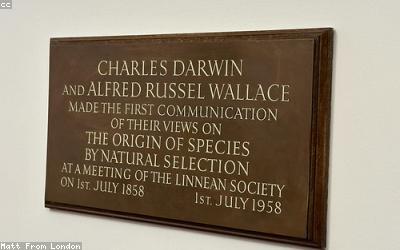 cc
CHARLES DARWIN
AND ALFRED RUSSEL WALLACE
MADE THE FIRST COMMUNICATION
OF THEIR VIEWS ON
THE ORIGIN OF SPECIES
BY NATURAL SELECTION
AT A MEETING OF THE LINNEAN SOCIETY
ON 1ST. JULY 1858 1ST. JULY 1958
Matt From London